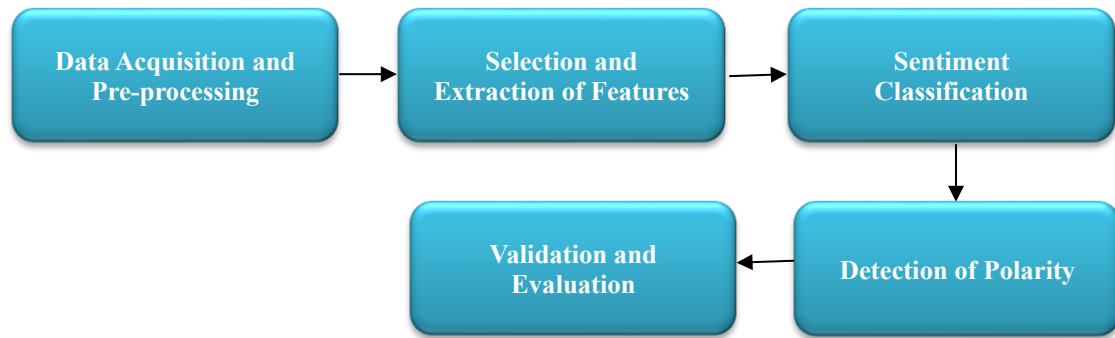 Data Acquisition and
Pre-processing
Selection and
Extraction of Features
Sentiment
Classification
Detection of Polarity
Validation and
Evaluation